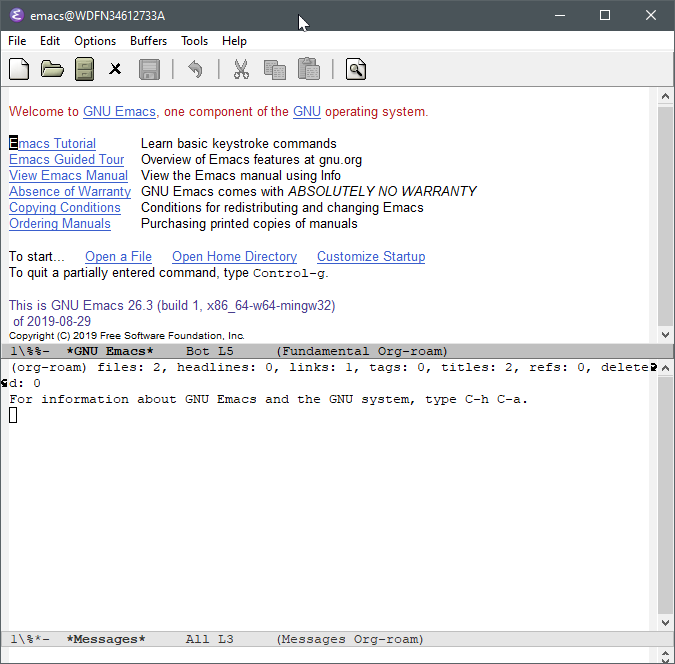 emacs@WDFN34612733A
File Edit Options Buffers Tools Help
Welcome to GNU Emacs, one component of the GNU operating system.
Emacs Tutorial Learn basic keystroke commands
Emacs Guided Tour Overview of Emacs features at gnu.org
View Emacs Manual View the Emacs manual using Info
Absence of Warranty GNU Emacs comes with ABSOLUTELY NO WARRANTY
Copying Conditions Conditions for redistributing and changing Emacs
Ordering Manuals Purchasing printed copies of manuals
To start... Open a File Open Home Directory Customize Startup
To quit a partially entered command, type Control-g.
This is GNU Emacs 26.3 (build 1, x86_64-w64-mingw32)
of 2019-08-29
Copyright (C) 2019 Free Software Foundation, Inc.
1\%%- *GNU Emacs* Bot L5 (Fundamental Org-roam)
(org-roam) files: 2, headlines: 0, links: 1, tags: 0, titles: 2, refs: 0, delete
d: 0
For information about GNU Emacs and the GNU system, type C-h C-a.
1\%*- *Messages* All L3 (Messages Org-roam)